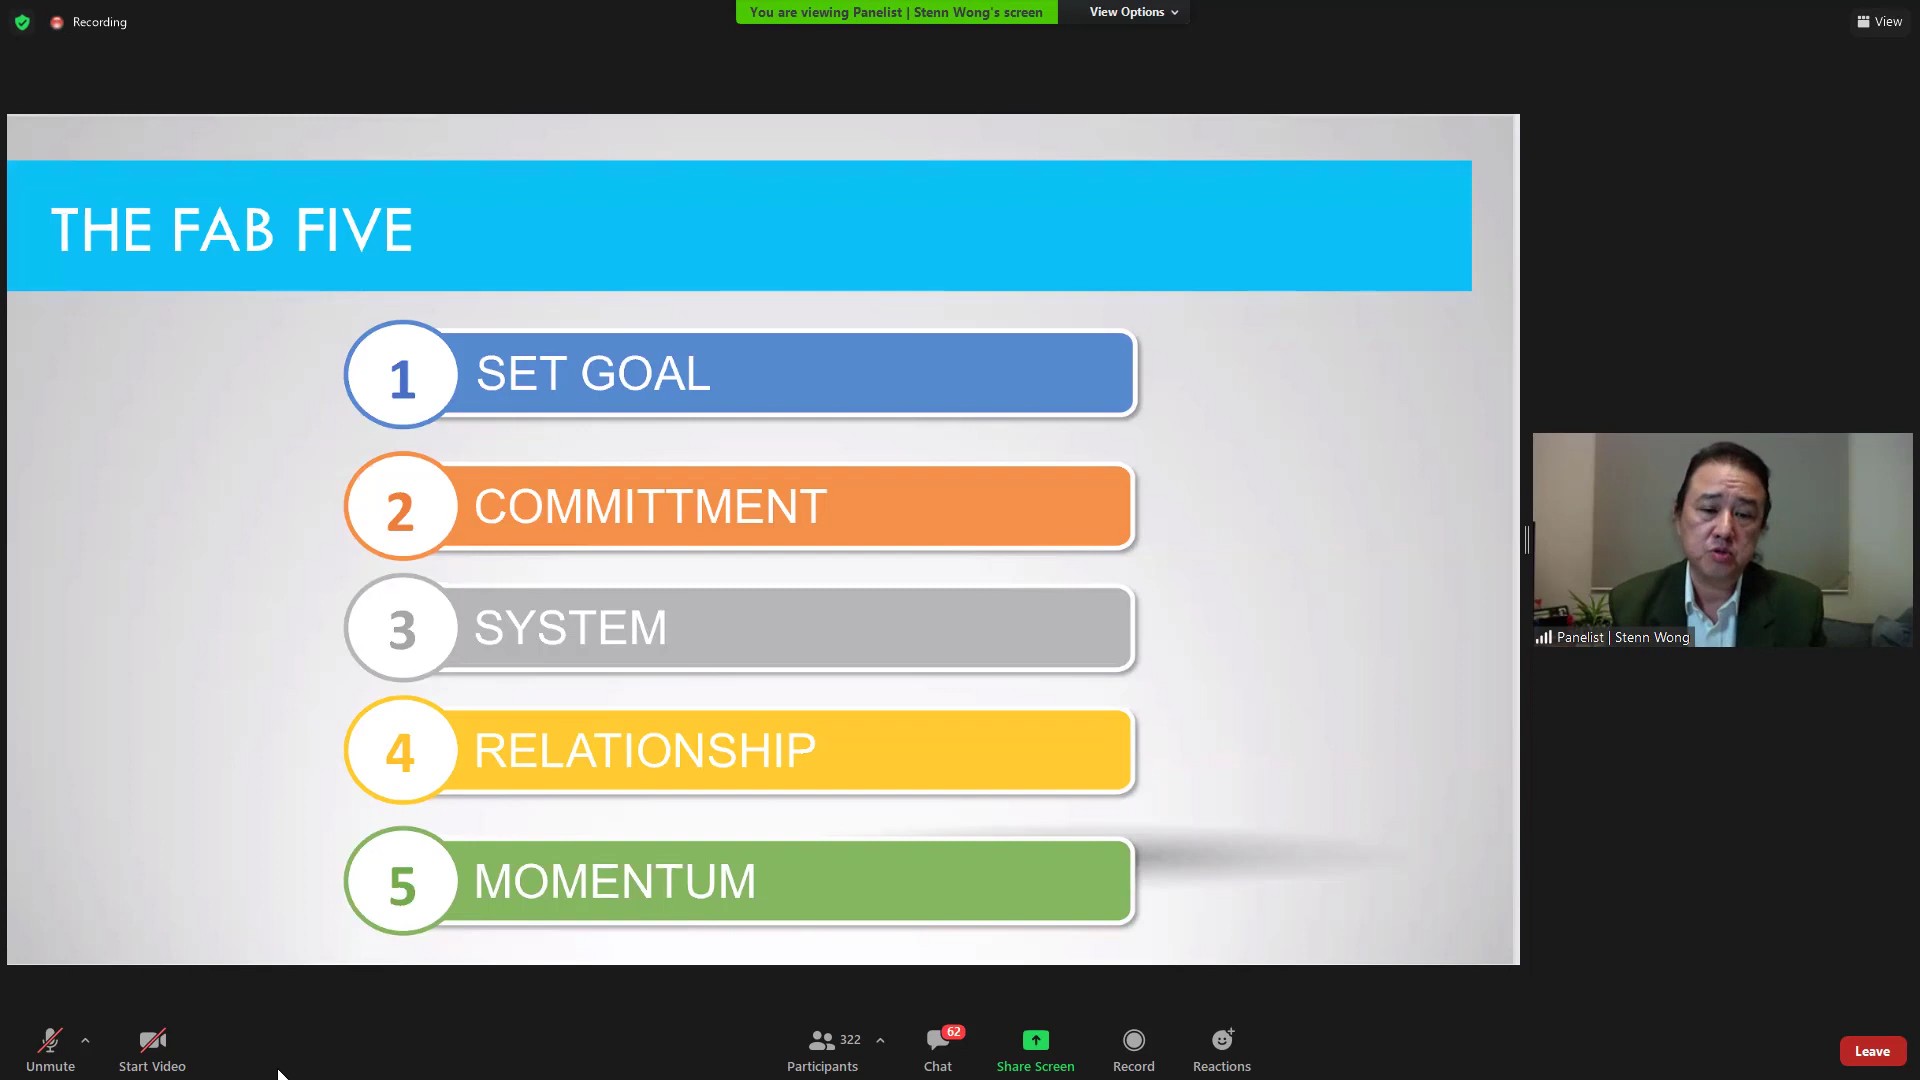 Recording
You are viewing Panelist | Stenn Wong's screen
View Options
View
THE FAB FIVE
1 SET GOAL
2 COMMITTMENT
3 SYSTEM
4 RELATIONSHIP
5 MOMENTUM
Panelist | Stenn Wong
Unmute
Start Video
322
Participants
62
Chat
Share Screen
Record
Reactions
Leave